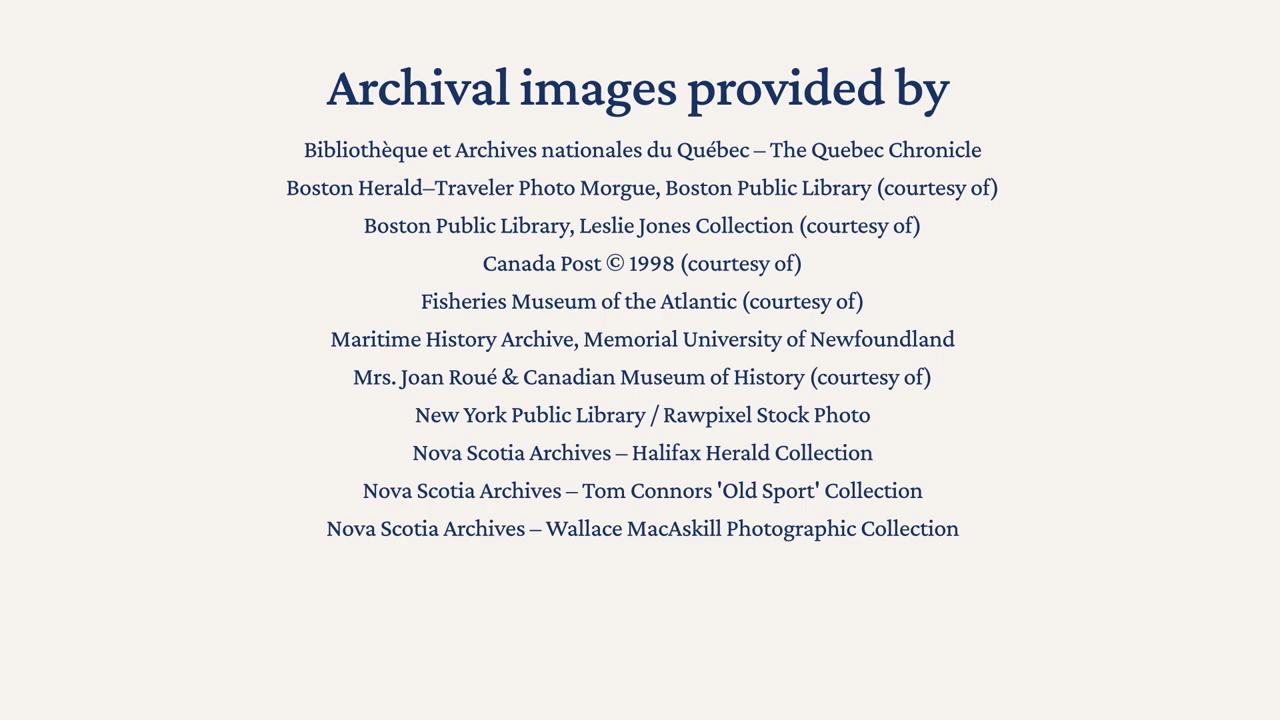 Archival images provided by
Bibliothèque et Archives nationales du Québec – The Quebec Chronicle
Boston Herald–Traveler Photo Morgue, Boston Public Library (courtesy of)
Boston Public Library, Leslie Jones Collection (courtesy of)
Canada Post © 1998 (courtesy of)
Fisheries Museum of the Atlantic (courtesy of)
Maritime History Archive, Memorial University of Newfoundland
Mrs. Joan Roué & Canadian Museum of History (courtesy of)
New York Public Library / Rawpixel Stock Photo
Nova Scotia Archives – Halifax Herald Collection
Nova Scotia Archives – Tom Connors 'Old Sport' Collection
Nova Scotia Archives – Wallace MacAskill Photographic Collection